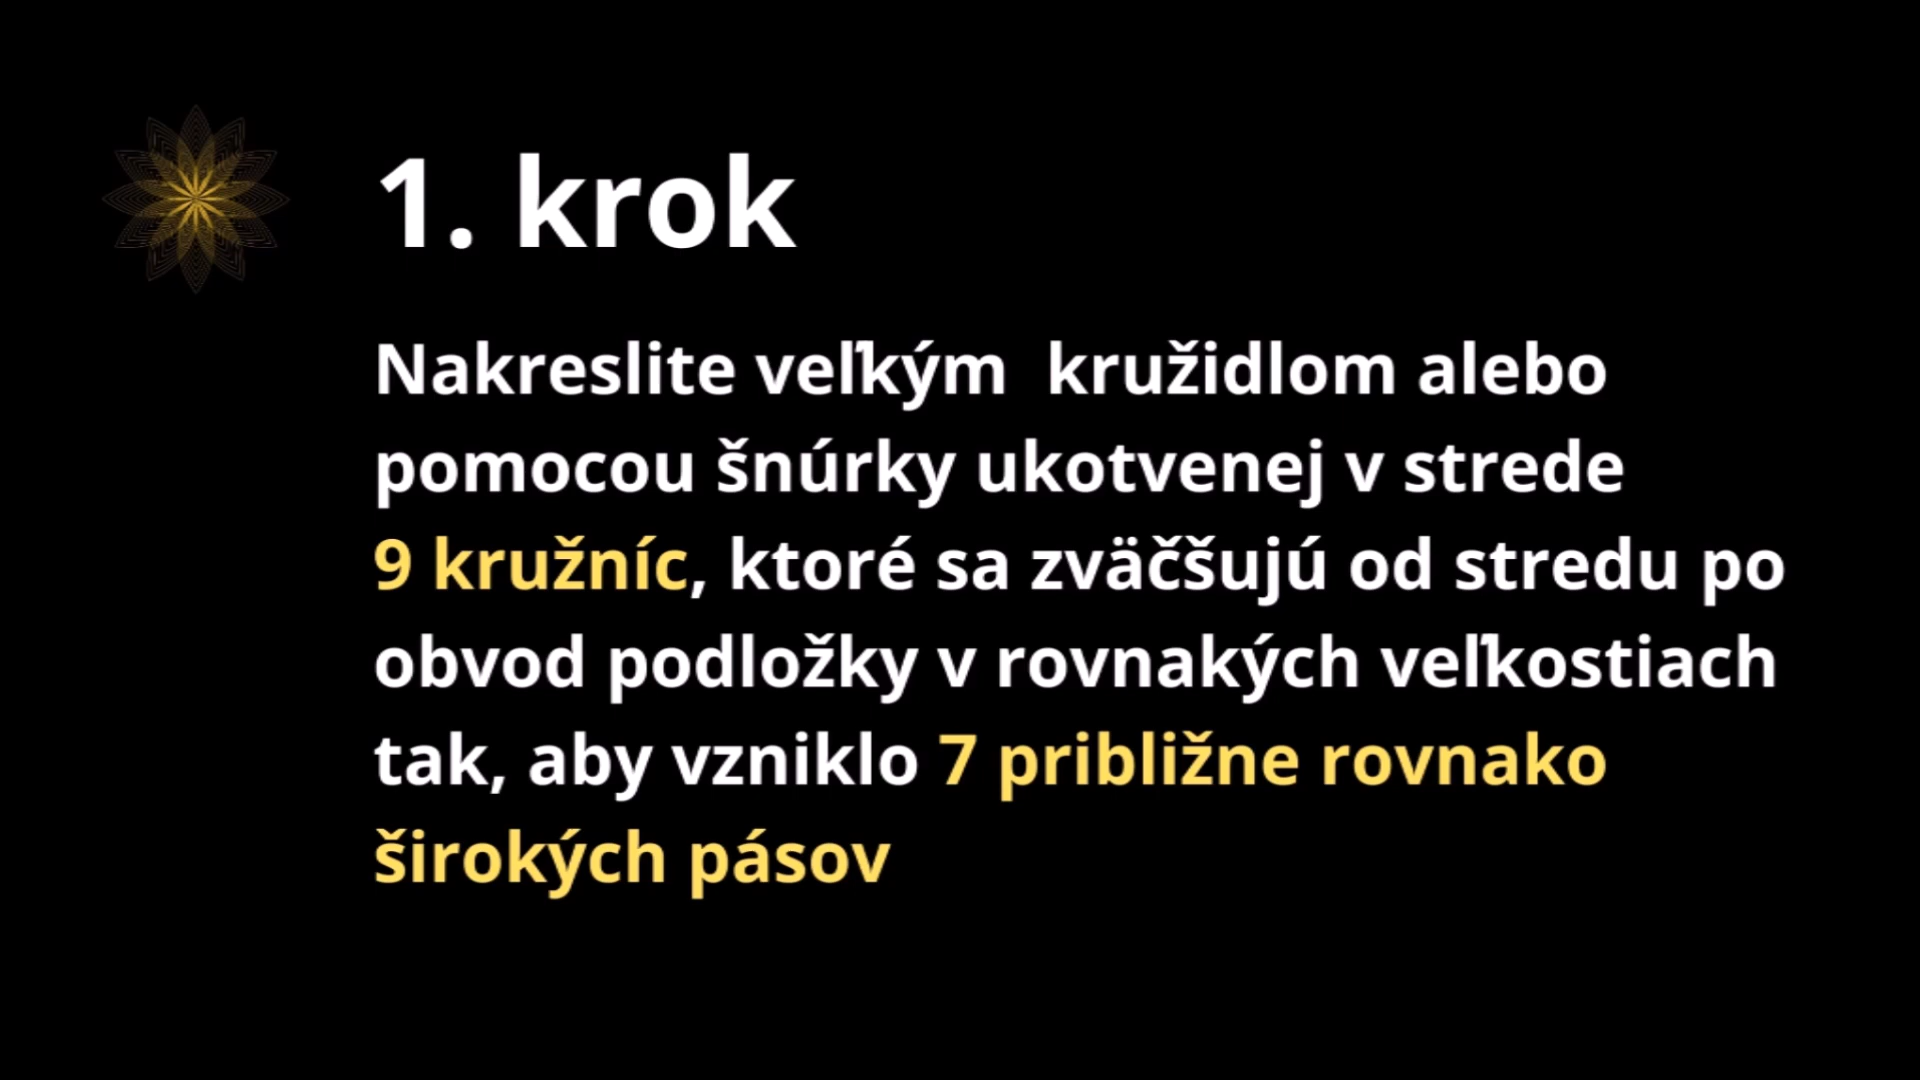 1. krok
Nakreslite veľkým  kružidlom alebo
pomocou šnúrky ukotvenej v strede
9 kružníc, ktoré sa zväčšujú od stredu po
obvod podložky v rovnakých veľkostiach
tak, aby vzniklo 7 približne rovnako
širokých pásov